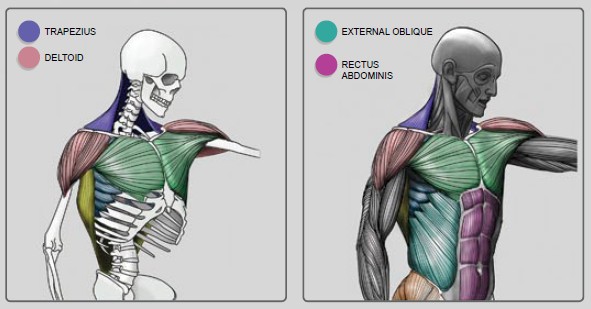 TRAPEZIUS
DELTOID
EXTERNAL OBLIQUE
RECTUS
ABDOMINIS